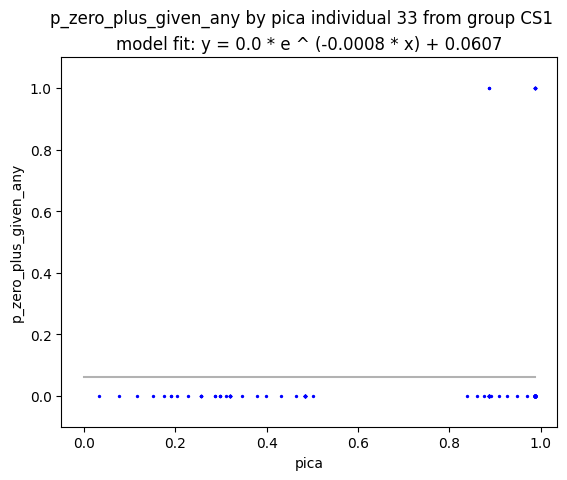 p_zero_plus_given_any by pica individual 33 from group CS1
model fit: y = 0.0 * e ^ (-0.0008 * x) + 0.0607
1.0
0.8
0.6
0.4
0.2
0.0
p_zero_plus_given_any
0.0 0.2 0.4 0.6 0.8 1.0
pica